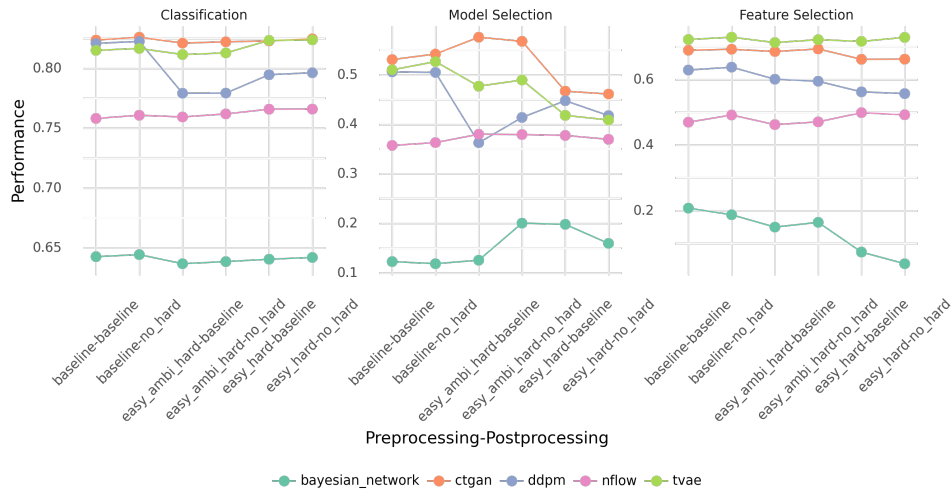 Classification
Model Selection
Feature Selection
Performance
0.80
0.75
0.70
0.65
0.5
0.4
0.3
0.2
0.1
0.6
0.4
0.2
baseline-baseline
baseline-no_hard
easy_ambi_hard-baseline
easy_ambi_hard-no_hard
easy_hard-baseline
easy_hard-no_hard
baseline-baseline
baseline-no_hard
easy_ambi_hard-baseline
easy_ambi_hard-no_hard
easy_hard-baseline
easy_hard-no_hard
baseline-baseline
baseline-no_hard
easy_ambi_hard-baseline
easy_ambi_hard-no_hard
easy_hard-baseline
easy_hard-no_hard
Preprocessing-Postprocessing
bayesian_network ctgan ddpm nflow tvae